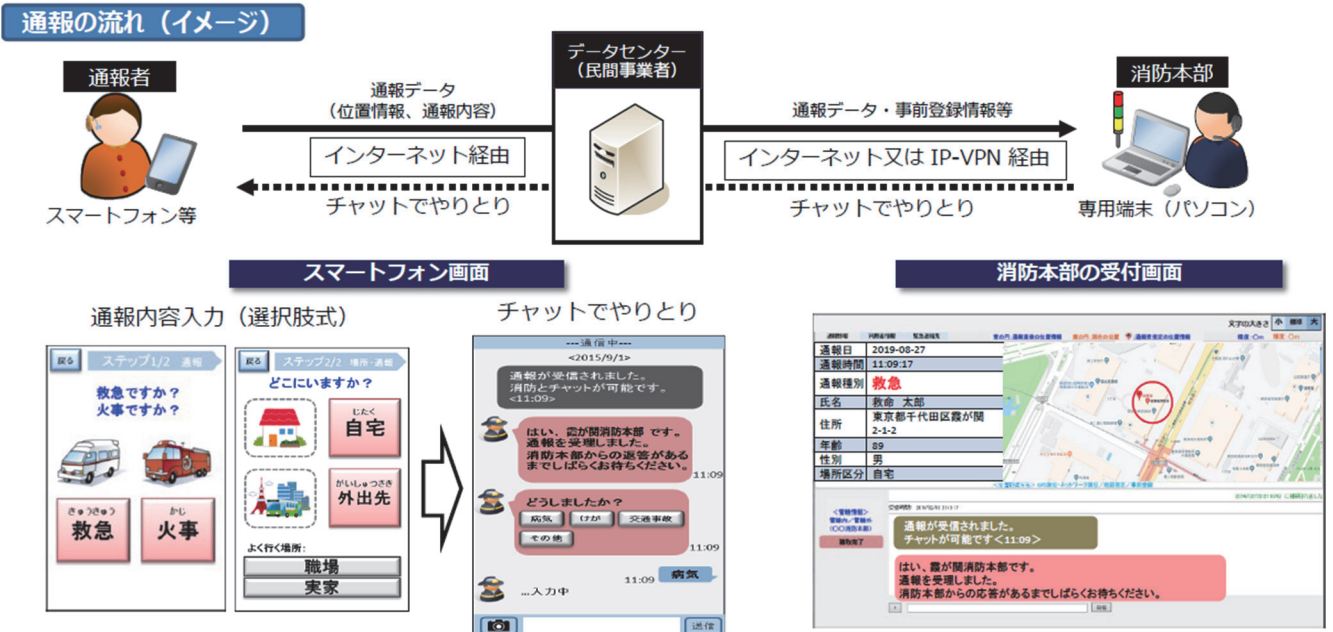 通報の流れ（イメージ）
通報者
スマートフォン等
通報データ
（位置情報、通報内容）
インターネット経由
チャットでやりとり
データセンター
（民間事業者）
通報データ・事前登録情報等
インターネット又は IP-VPN 経由
チャットでやりとり
消防本部
専用端末（パソコン）
スマートフォン画面
通報内容入力（選択肢式）
戻る
ステップ1/2 通報
救急ですか？
火事ですか？
きゅうきゅう
救急
かじ
火事
戻る
ステップ2/2 場所・通報
どこにいますか？
じたく
自宅
がいしゅつさき
外出先
よく行く場所：
職場
実家
チャットでやりとり
---通信中---
<2015/9/1>
通報が受信されました。
消防とチャットが可能です。
<11:09>
はい、霞が関消防本部 です。
通報を受理しました。
消防本部からの返答がある
までしばらくお待ちください。
11:09
どうしましたか？
病気 けが 交通事故
その他
11:09
11:09 病気
…入力中
送信
消防本部の受付画面
文字の大きさ 小 標準 大
通報日 2019-08-27
通報時間 11:09:17
通報種別 救急
氏名 救命 太郎
住所 東京都千代田区霞が関
2-1-2
年齢 89
性別 男
場所区分 自宅
通報が受信されました。
チャットが可能です<11:09>
はい、霞が関消防本部です。
通報を受理しました。
消防本部からの応答があるまでしばらくお待ちください。